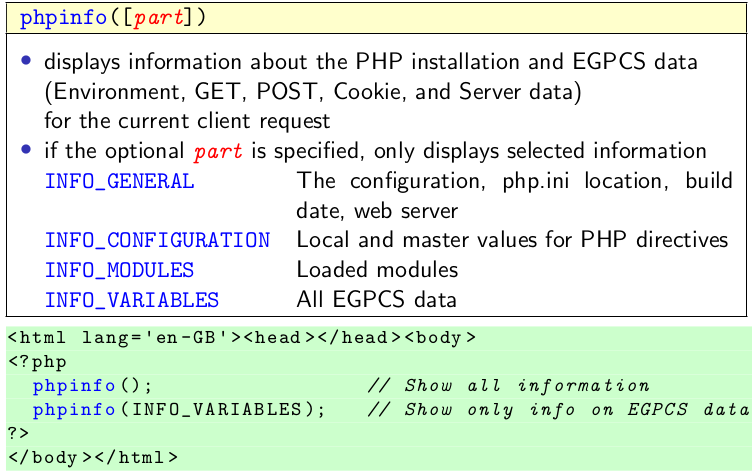 phpinfo([part])
• displays information about the PHP installation and EGPCS data
(Environment, GET, POST, Cookie, and Server data)
for the current client request
• if the optional part is specified, only displays selected information
INFO_GENERAL The configuration, php.ini location, build
date, web server
INFO_CONFIGURATION Local and master values for PHP directives
INFO_MODULES Loaded modules
INFO_VARIABLES All EGPCS data
<html lang='en-GB'><head></head><body>
<?php
  phpinfo();                // Show all information
  phpinfo(INFO_VARIABLES);  // Show only info on EGPCS data
?>
</body></html>